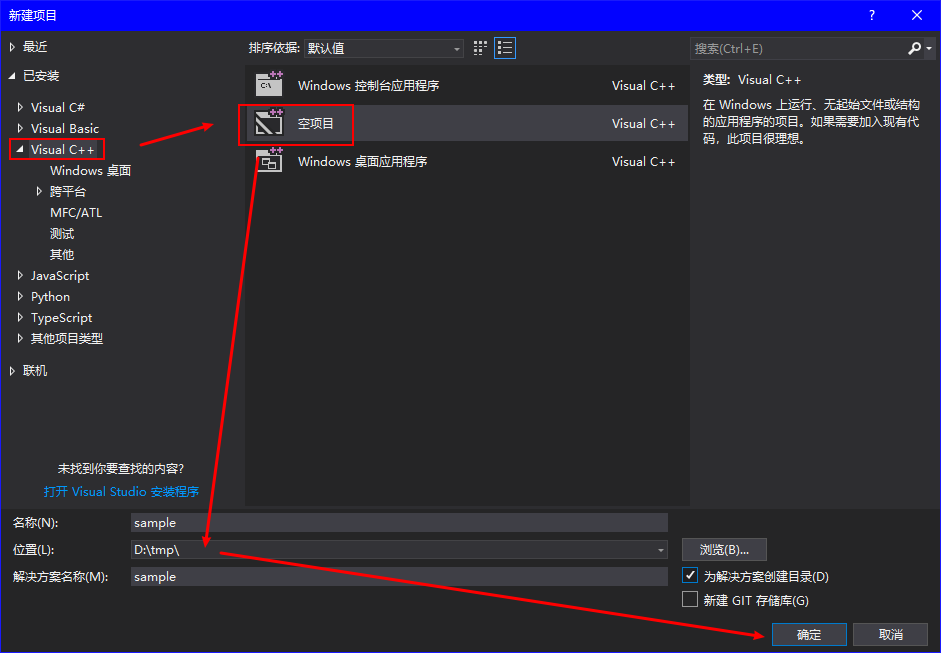 新建项目
?
最近
已安装
Visual C#
Visual Basic
Visual C++
Windows 桌面
跨平台
MFC/ATL
测试
其他
JavaScript
Python
TypeScript
其他项目类型
联机
未找到你要查找的内容?
打开 Visual Studio 安装程序
排序依据: 默认值
Windows 控制台应用程序 Visual C++
空项目 Visual C++
Windows 桌面应用程序 Visual C++
搜索(Ctrl+E)
类型: Visual C++
在 Windows 上运行、无起始文件或结构
的应用程序的项目。如果需要加入现有代
码，此项目很理想。
名称(N): sample
位置(L): D:\tmp\ 浏览(B)...
解决方案名称(M): sample
为解决方案创建目录(D)
新建 GIT 存储库(G)
确定 取消